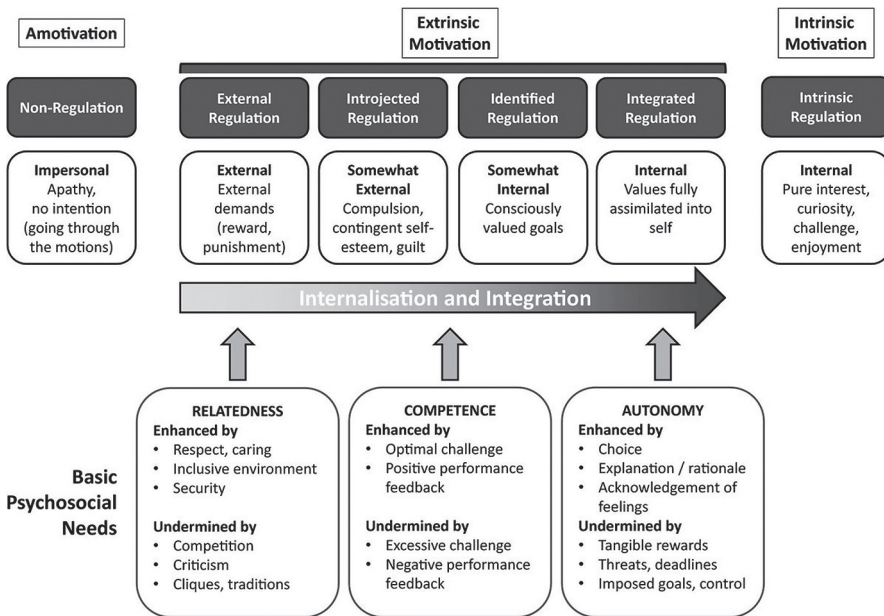 Amotivation
Extrinsic
Motivation
Intrinsic
Motivation
Non-Regulation
External
Regulation
Introjected
Regulation
Identified
Regulation
Integrated
Regulation
Intrinsic
Regulation
Impersonal
Apathy,
no intention
(going through
the motions)
External
External
demands
(reward,
punishment)
Somewhat
External
Compulsion,
contingent self-
esteem, guilt
Somewhat
Internal
Consciously
valued goals
Internal
Values fully
assimilated into
self
Internal
Pure interest,
curiosity,
challenge,
enjoyment
Internalisation and Integration
Basic
Psychosocial
Needs
RELATEDNESS
Enhanced by
• Respect, caring
• Inclusive environment
• Security
Undermined by
• Competition
• Criticism
• Cliques, traditions
COMPETENCE
Enhanced by
• Optimal challenge
• Positive performance
feedback
Undermined by
• Excessive challenge
• Negative performance
feedback
AUTONOMY
Enhanced by
• Choice
• Explanation / rationale
• Acknowledgement of
feelings
Undermined by
• Tangible rewards
• Threats, deadlines
• Imposed goals, control